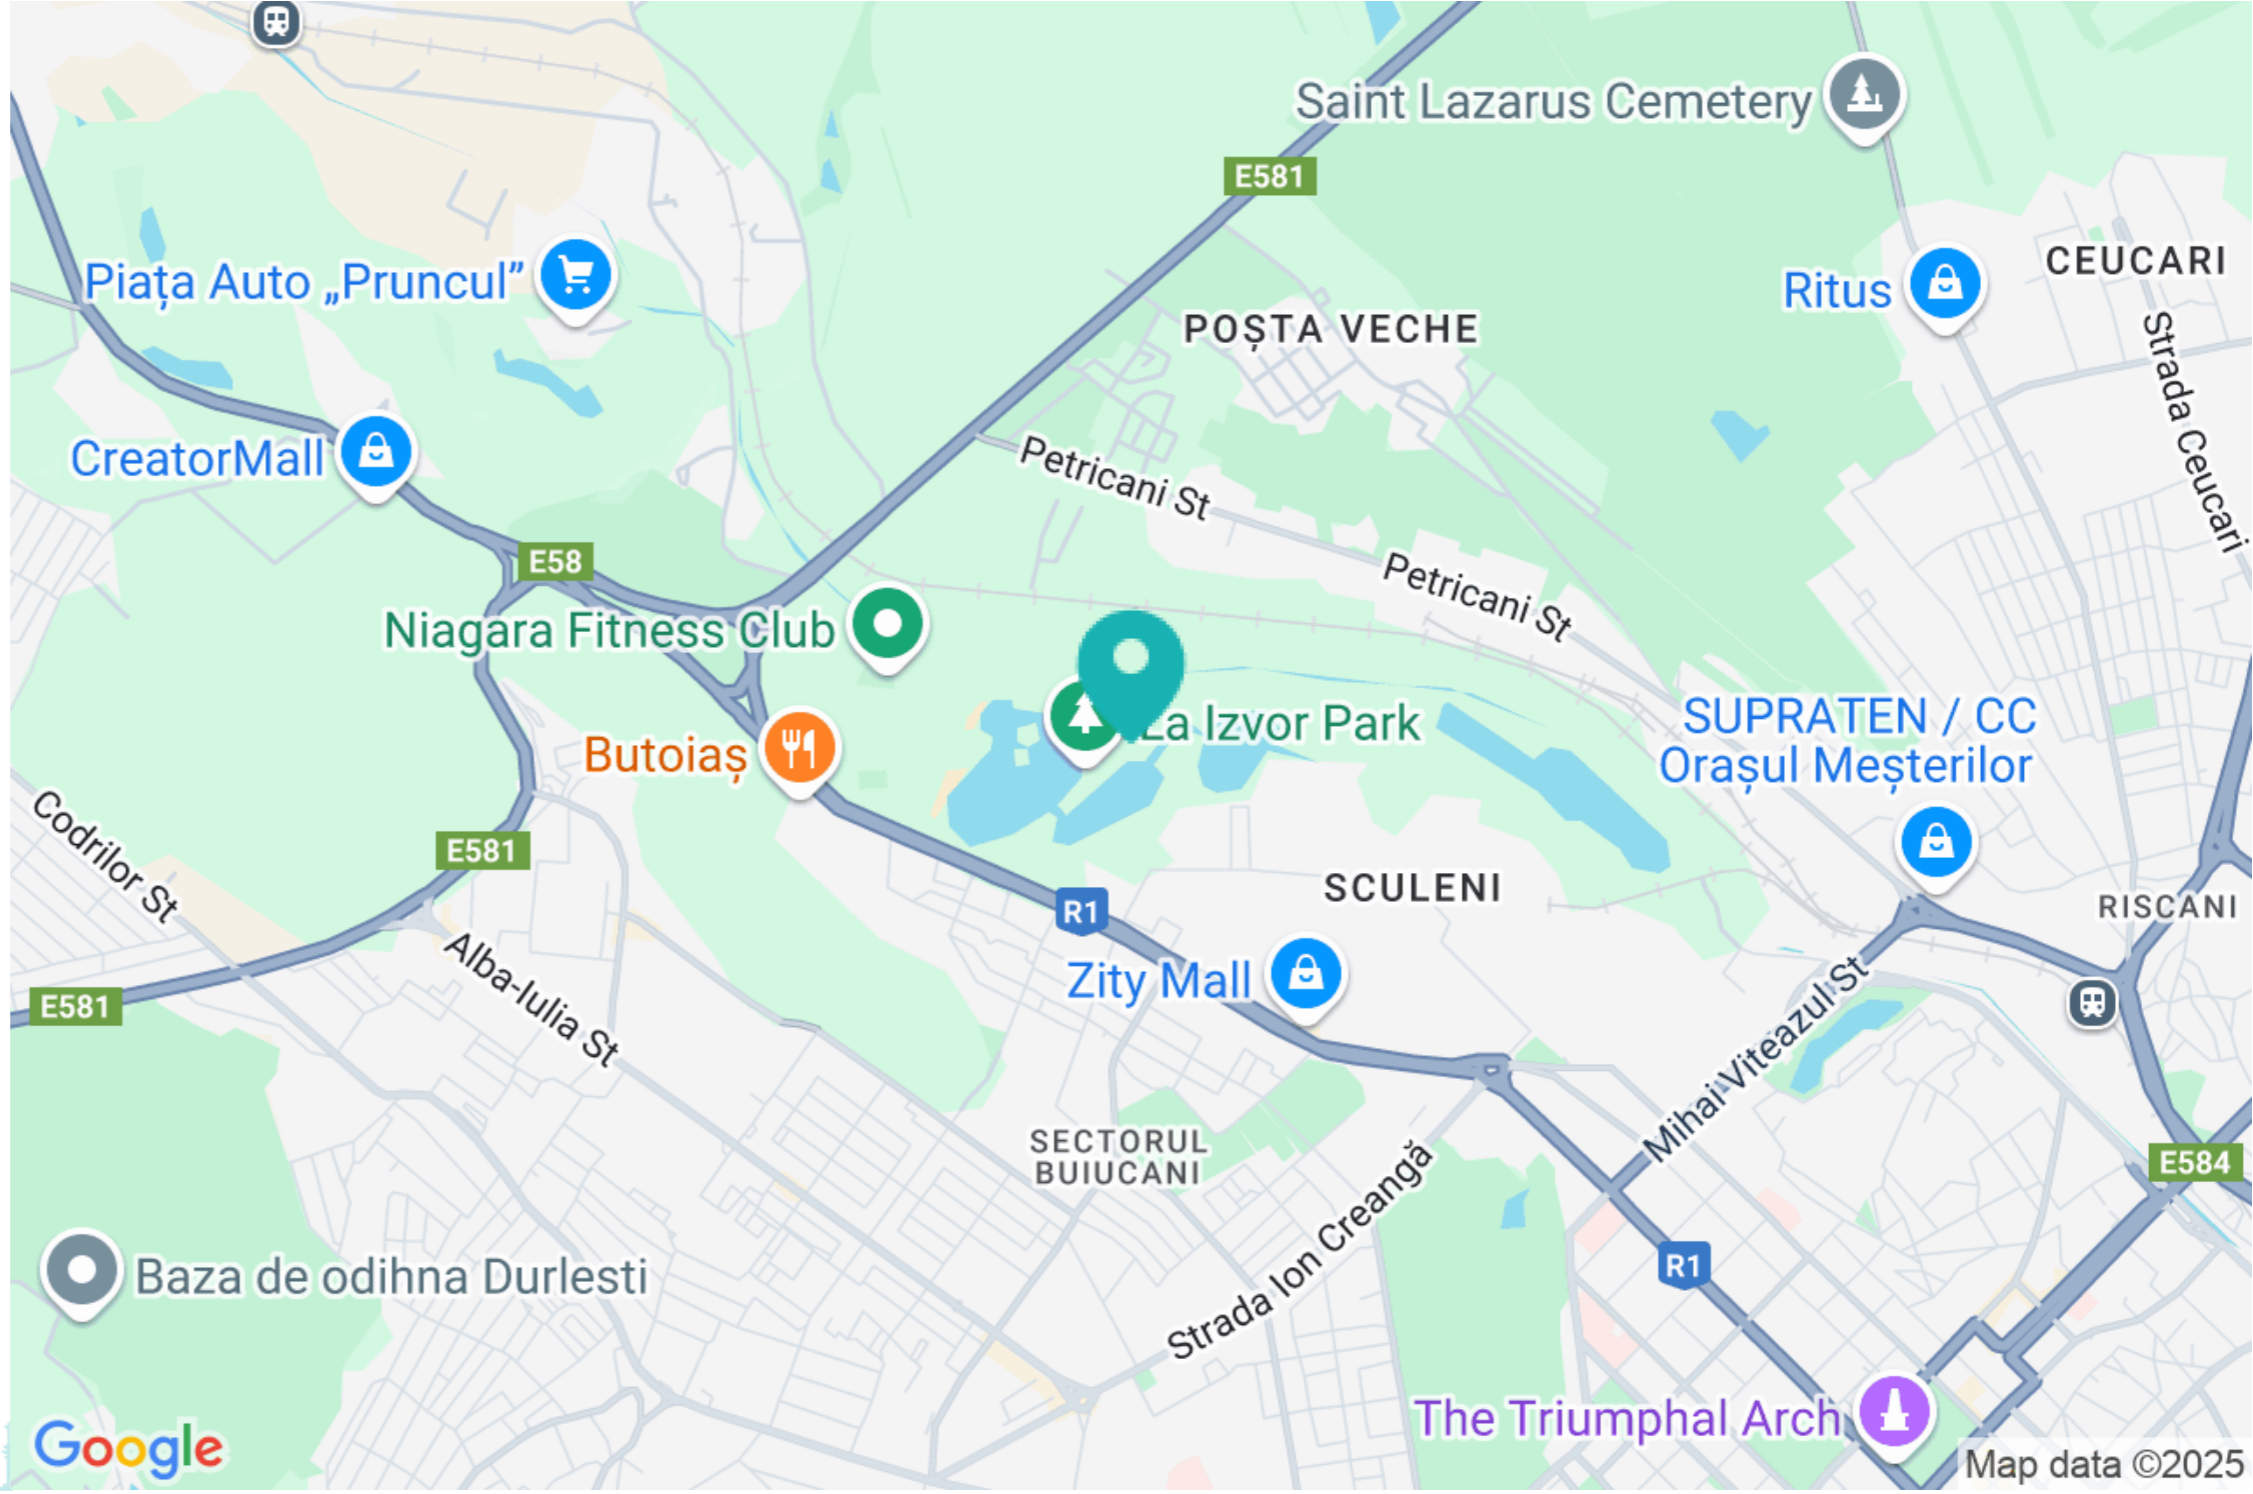 Saint Lazarus Cemetery
E581
CEUCARI
Piața Auto „Pruncul”
Ritus
POȘTA VECHE
Strada Ceucari
CreatorMall
Petricani St
E58
Petricani St
Niagara Fitness Club
La Izvor Park
SUPRATEN / CC
Orașul Meșterilor
Butoiaș
Codrilor St
E581
SCULENI
R1
RISCANI
Alba-Iulia St
Zity Mall
E581
Mihai Viteazul St
SECTORUL
BUIUCANI
E584
Strada Ion Creangă
Baza de odihna Durlesti
R1
The Triumphal Arch
Google
Map data ©2025